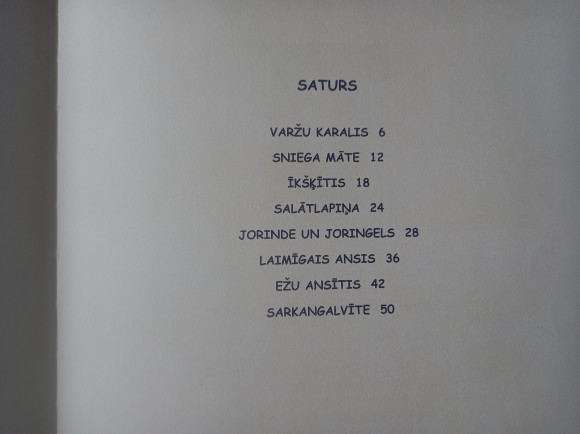 SATURS
VARŽU KARALIS 6
SNIEGA MĀTE 12
ĪKŠĶĪTIS 18
SALĀTLAPIŅA 24
JORINDE UN JORINGELS 28
LAIMĪGAIS ANSIS 36
EŽU ANSĪTIS 42
SARKANGALVĪTE 50